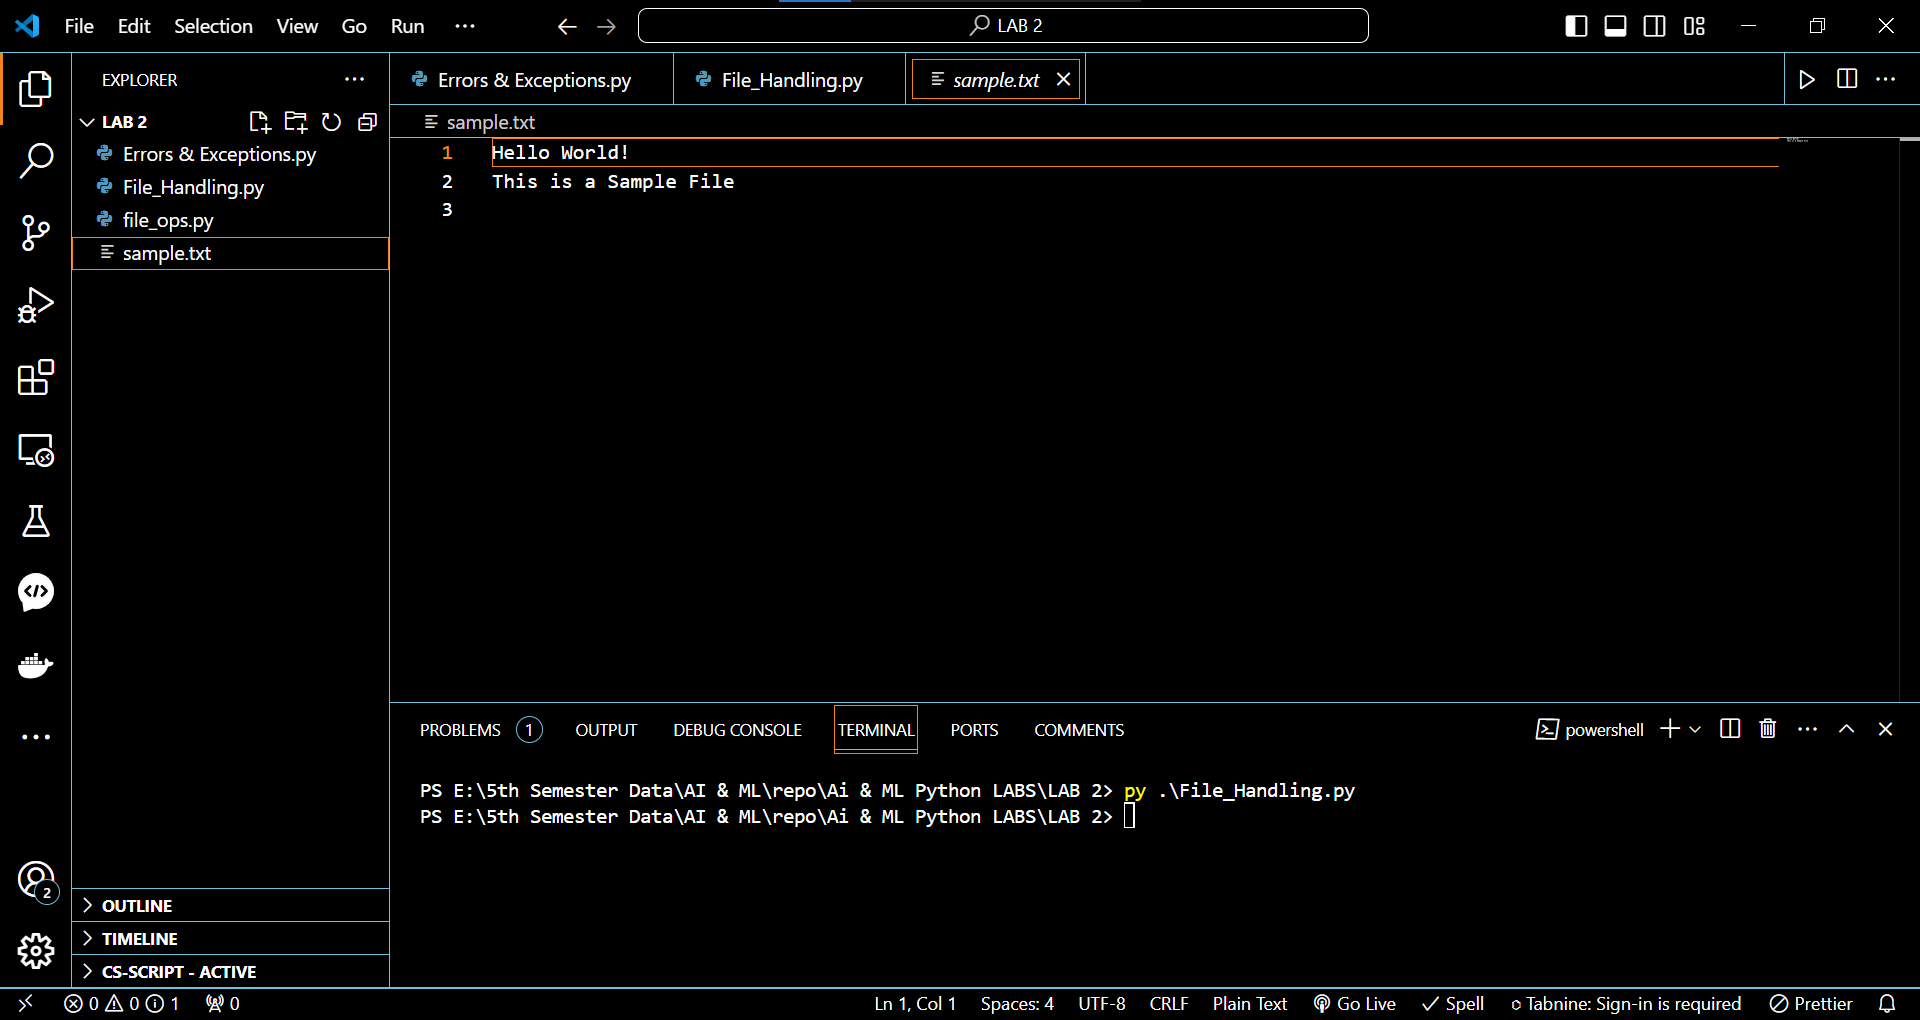 File Edit Selection View Go Run
LAB 2
EXPLORER
LAB 2
Errors & Exceptions.py
File_Handling.py
file_ops.py
sample.txt
OUTLINE
TIMELINE
CS-SCRIPT - ACTIVE
Errors & Exceptions.py File_Handling.py sample.txt
sample.txt
1 Hello World!
2 This is a Sample File
3
PROBLEMS 1 OUTPUT DEBUG CONSOLE TERMINAL PORTS COMMENTS powershell
PS E:\5th Semester Data\AI & ML\repo\Ai & ML Python LABS\LAB 2> py .\File_Handling.py
PS E:\5th Semester Data\AI & ML\repo\Ai & ML Python LABS\LAB 2>
2
0 0 1 0 Ln 1, Col 1 Spaces: 4 UTF-8 CRLF Plain Text Go Live Spell Tabnine: Sign-in is required Prettier